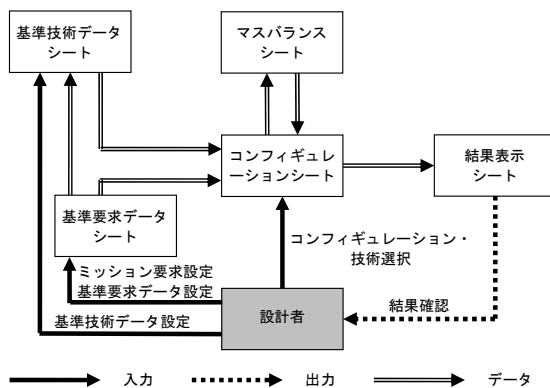 基準技術データ
シート
マスバランス
シート
コンフィギュレ
ーションシート
結果表示
シート
基準要求データ
シート
コンフィギュレーション・
技術選択
ミッション要求設定
基準要求データ設定
設計者
結果確認
基準技術データ設定
入力
出力
データ